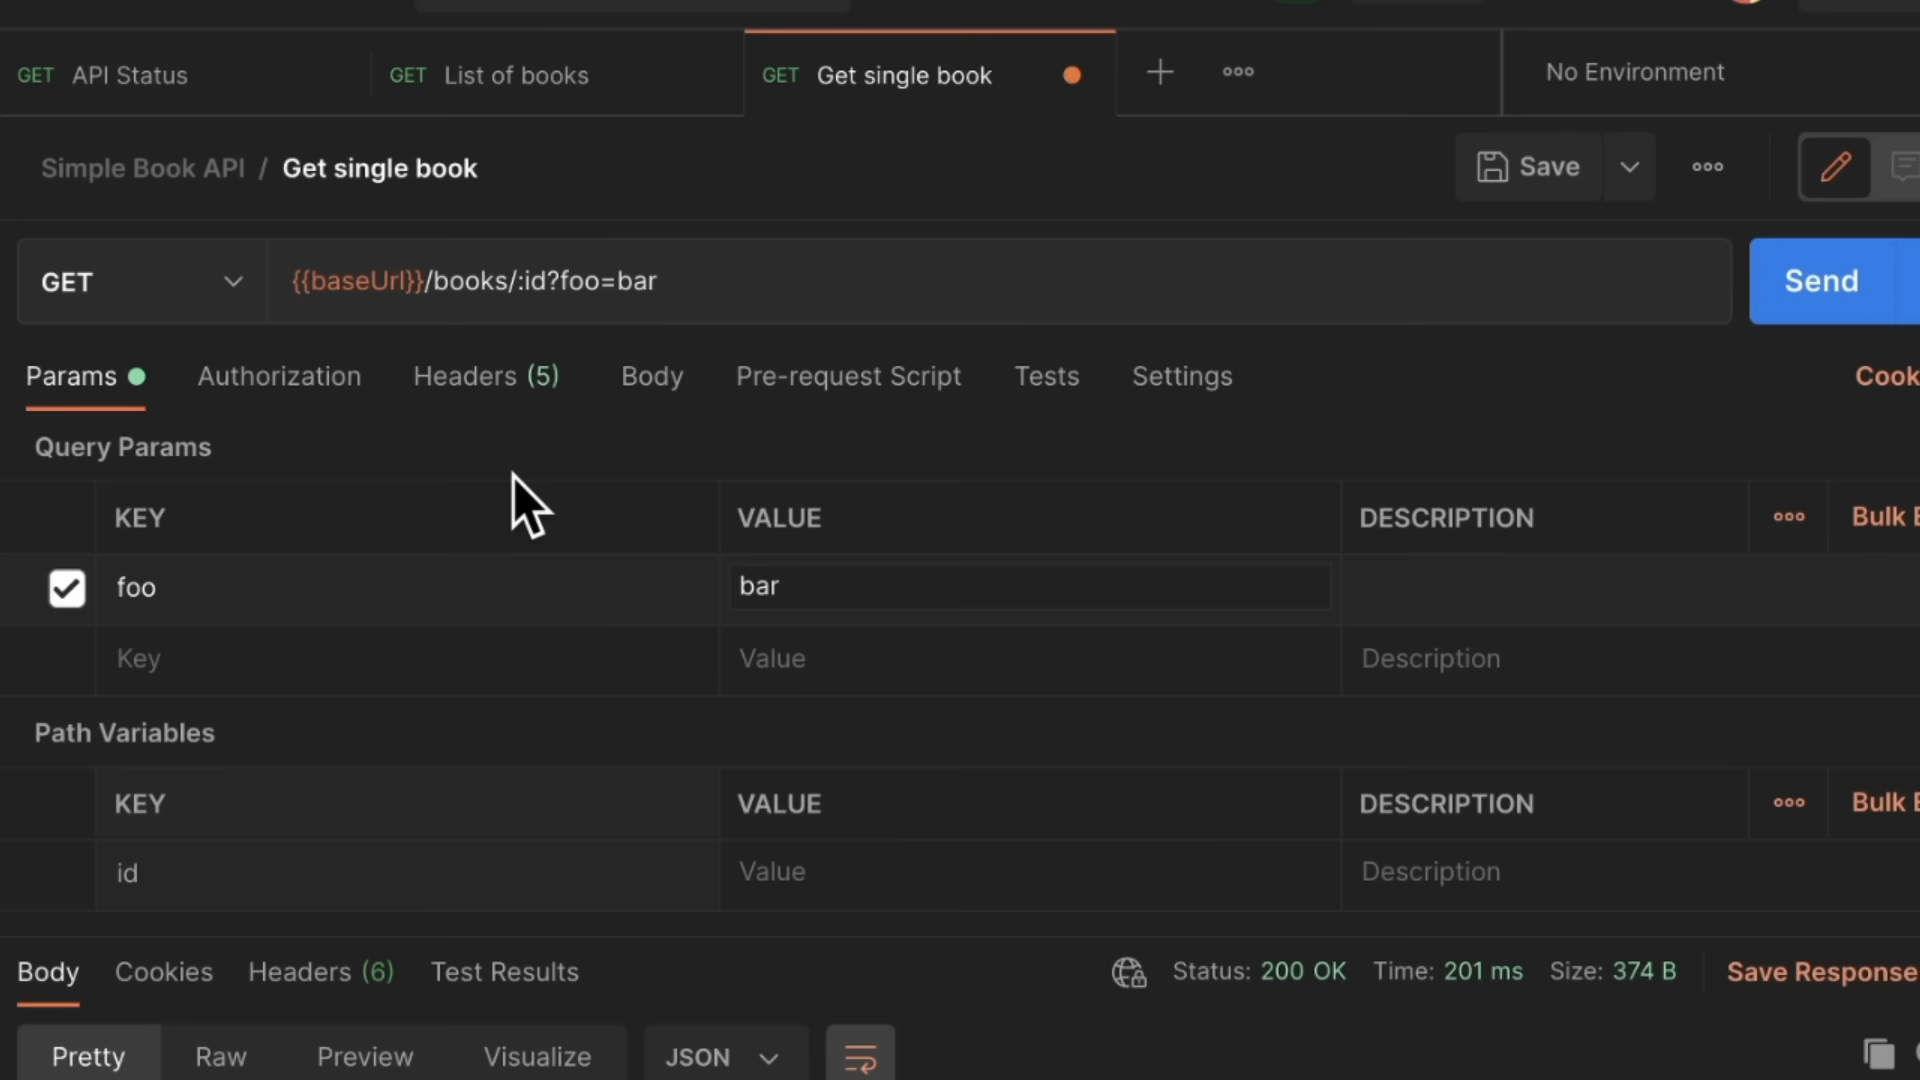 GET API Status
GET List of books
GET Get single book
No Environment
Simple Book API / Get single book
Save
GET
{{baseUrl}}/books/:id?foo=bar
Send
Params
Authorization
Headers (5)
Body
Pre-request Script
Tests
Settings
Cook
Query Params
KEY VALUE DESCRIPTION Bulk E
foo bar
Key Value Description
Path Variables
KEY VALUE DESCRIPTION Bulk E
id Value Description
Body Cookies Headers (6) Test Results
Status: 200 OK Time: 201 ms Size: 374 B
Save Response
Pretty Raw Preview Visualize JSON